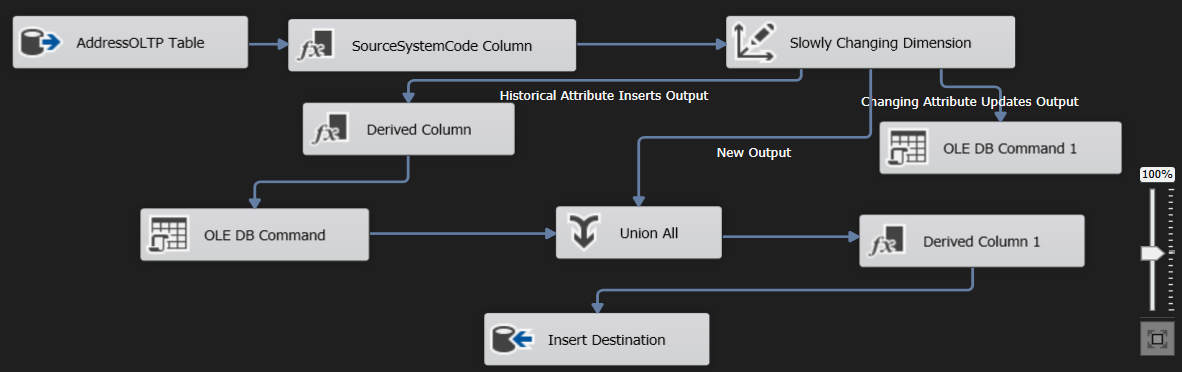 AddressOLTP Table
SourceSystemCode Column
Slowly Changing Dimension
Historical Attribute Inserts Output
Changing Attribute Updates Output
Derived Column
OLE DB Command 1
New Output
100%
OLE DB Command
Union All
Derived Column 1
Insert Destination